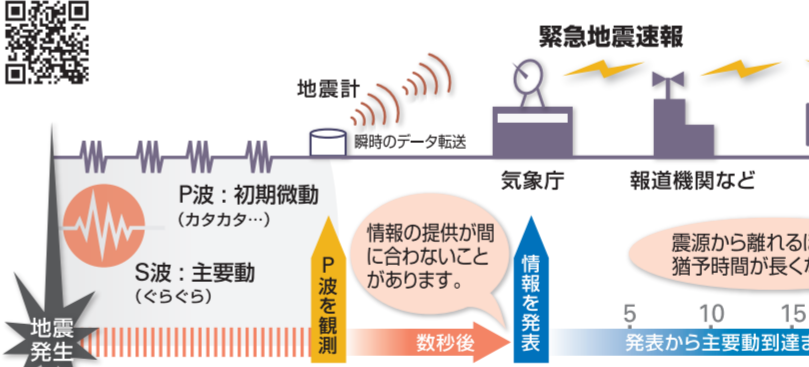 緊急地震速報
地震計
瞬時のデータ転送
気象庁
報道機関など
P波：初期微動
（カタカタ…）
S波：主要動
（ぐらぐら）
情報の提供が間
に合わないこと
があります。
震源から離れるほ
猶予時間が長くな
P波を観測
情報を発表
5 10 15
地震
発生
数秒後
発表から主要動到達ま